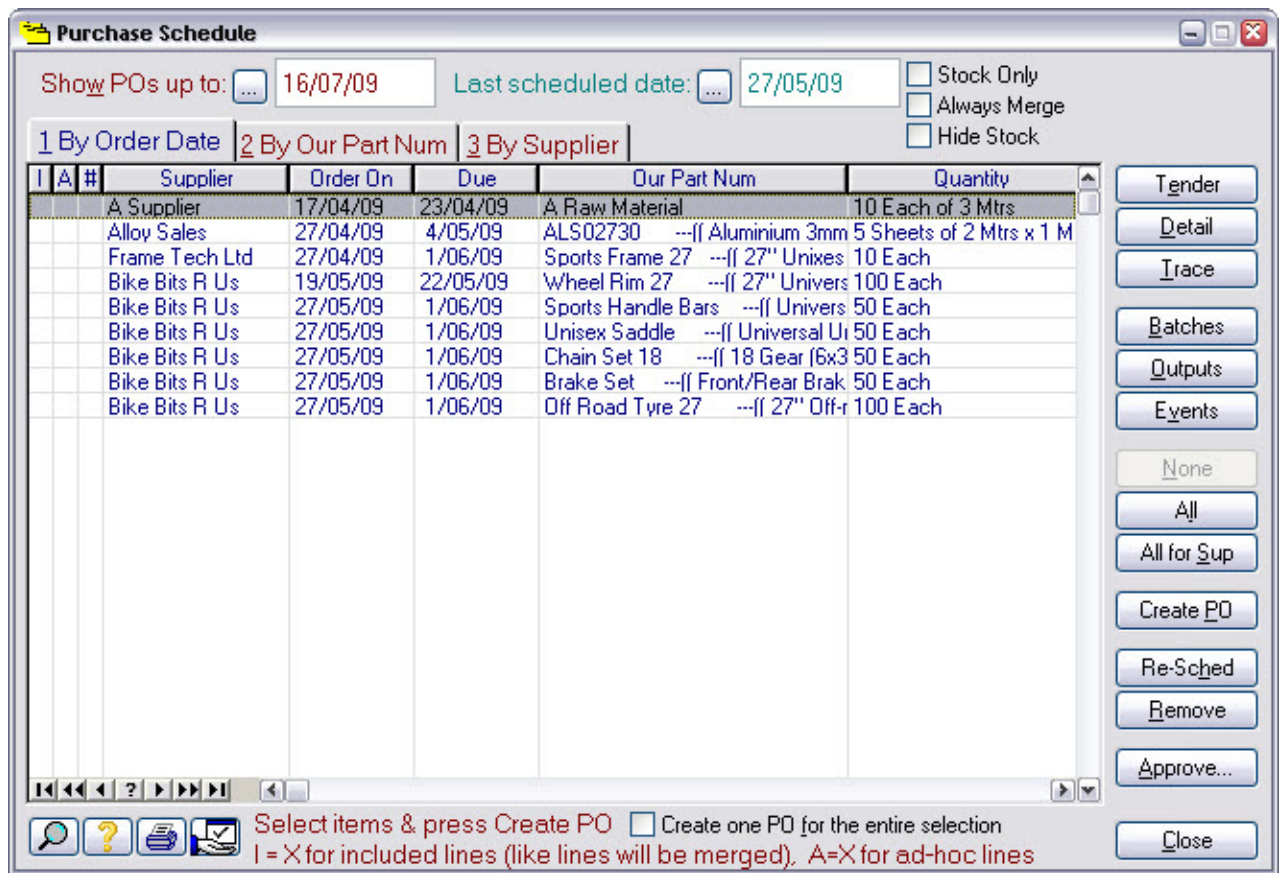 Purchase Schedule
Show POs up to: ... 16/07/09 Last scheduled date: ... 27/05/09
Stock Only
Always Merge
Hide Stock
1 By Order Date 2 By Our Part Num 3 By Supplier
I A # Supplier Order On Due Our Part Num Quantity
A Supplier 17/04/09 23/04/09 A Raw Material 10 Each of 3 Mtrs
Alloy Sales 27/04/09 4/05/09 ALS02730 ---[[ Aluminium 3mm 5 Sheets of 2 Mtrs x 1 M
Frame Tech Ltd 27/04/09 1/06/09 Sports Frame 27 ---[[ 27" Unixes 10 Each
Bike Bits R Us 19/05/09 22/05/09 Wheel Rim 27 ---[[ 27" Univers 100 Each
Bike Bits R Us 27/05/09 1/06/09 Sports Handle Bars ---[[ Univers 50 Each
Bike Bits R Us 27/05/09 1/06/09 Unisex Saddle ---[[ Universal 50 Each
Bike Bits R Us 27/05/09 1/06/09 Chain Set 18 ---[[ 18 Gear [6x3 50 Each
Bike Bits R Us 27/05/09 1/06/09 Brake Set ---[[ Front/Rear Brak 50 Each
Bike Bits R Us 27/05/09 1/06/09 Off Road Tyre 27 ---[[ 27" Off-r 100 Each
Tender
Detail
Trace
Batches
Outputs
Events
None
All
All for Sup
Create PO
Re-Sched
Remove
Approve...
Close
?
?
Select items & press Create PO Create one PO for the entire selection
I = X for included lines (like lines will be merged), A=X for ad-hoc lines